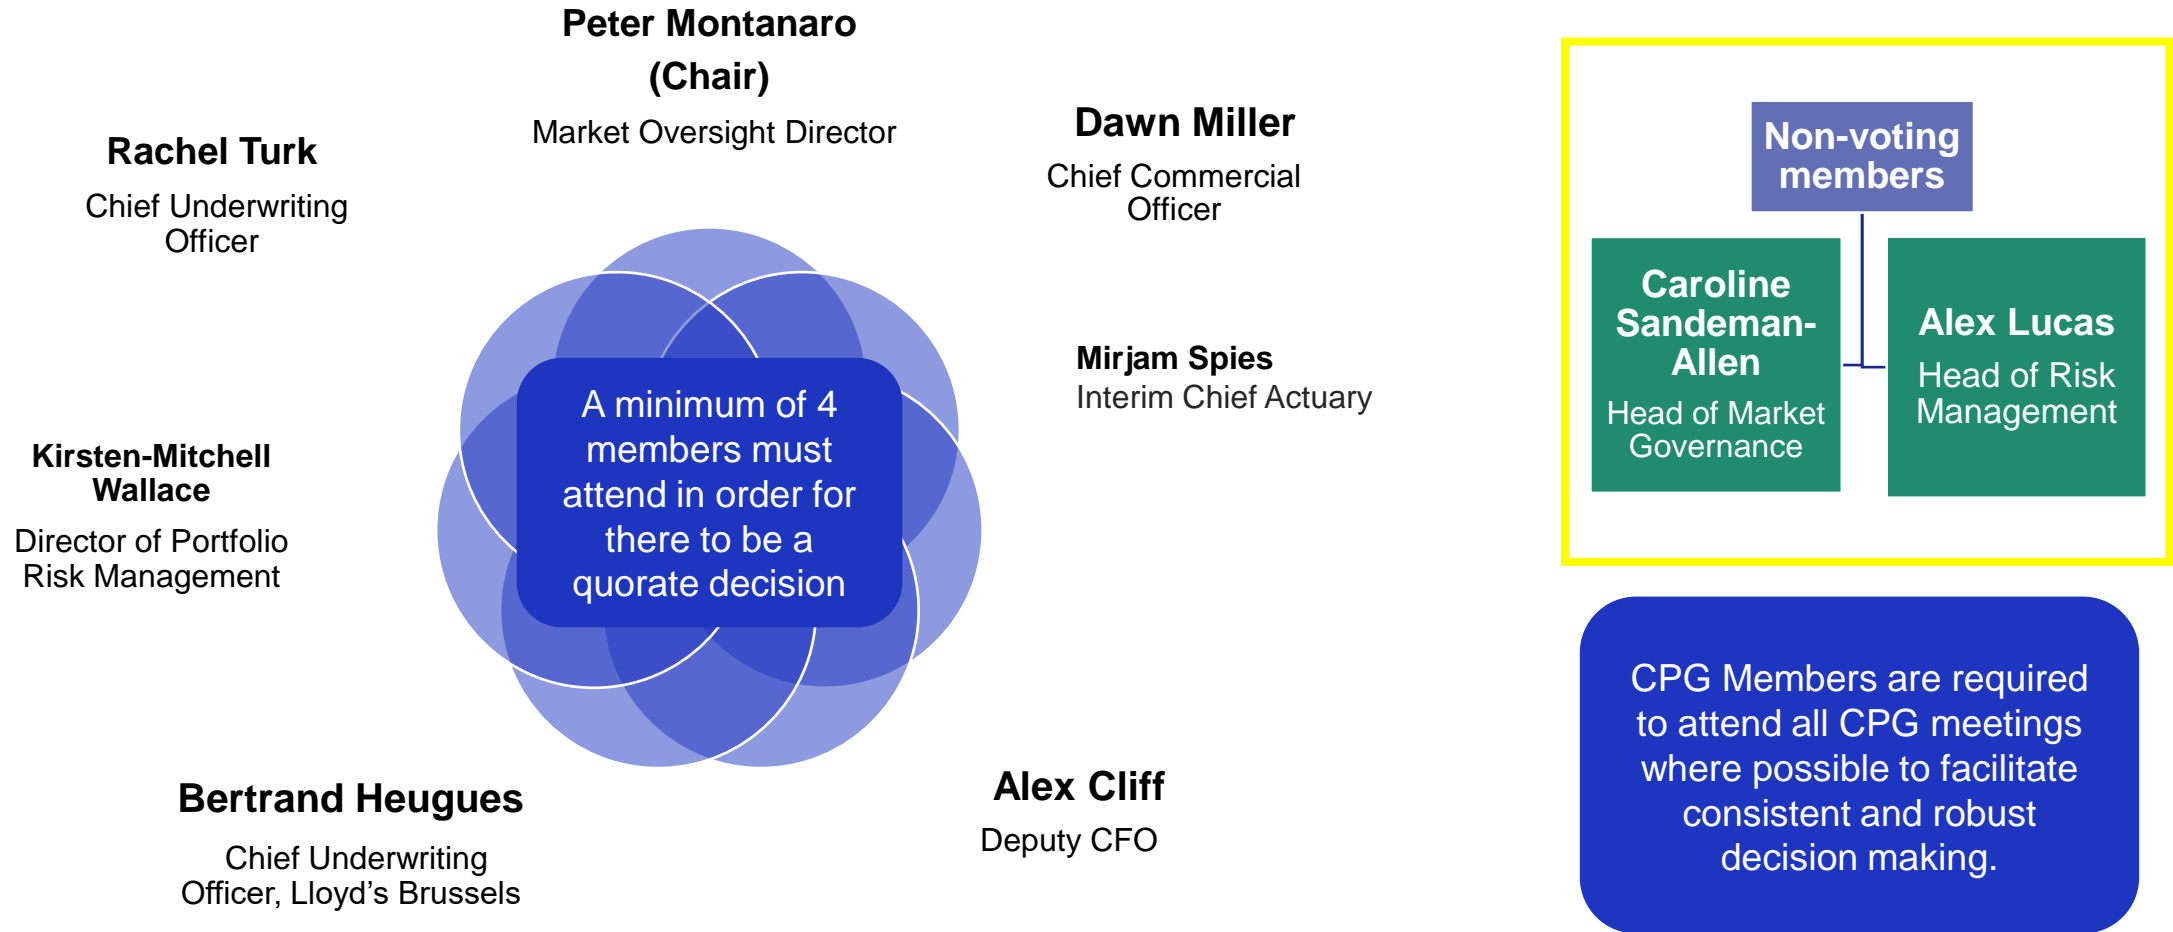 Peter Montanaro
(Chair)
Market Oversight Director
Rachel Turk
Chief Underwriting
Officer
Dawn Miller
Chief Commercial
Officer
Mirjam Spies
Interim Chief Actuary
Kirsten-Mitchell
Wallace
Director of Portfolio
Risk Management
A minimum of 4
members must
attend in order for
there to be a
quorate decision
Bertrand Heugues
Chief Underwriting
Officer, Lloyd’s Brussels
Alex Cliff
Deputy CFO
Non-voting
members
Caroline
Sandeman-
Allen
Head of Market
Governance
Alex Lucas
Head of Risk
Management
CPG Members are required
to attend all CPG meetings
where possible to facilitate
consistent and robust
decision making.